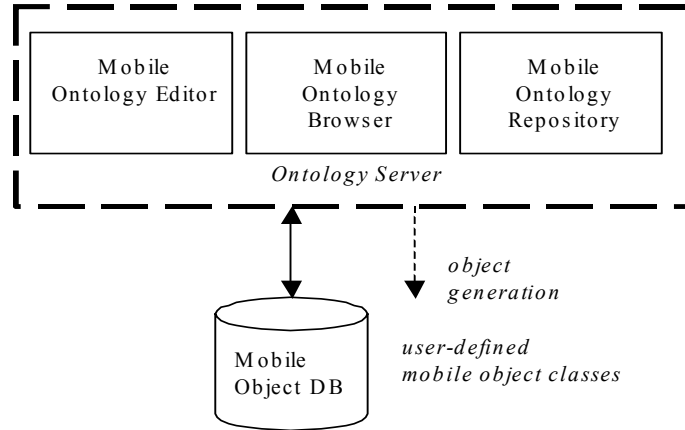 Mobile
Ontology Editor
Mobile
Ontology
Browser
Mobile
Ontology
Repository
Ontology Server
object
generation
Mobile
Object DB
user-defined
mobile object classes